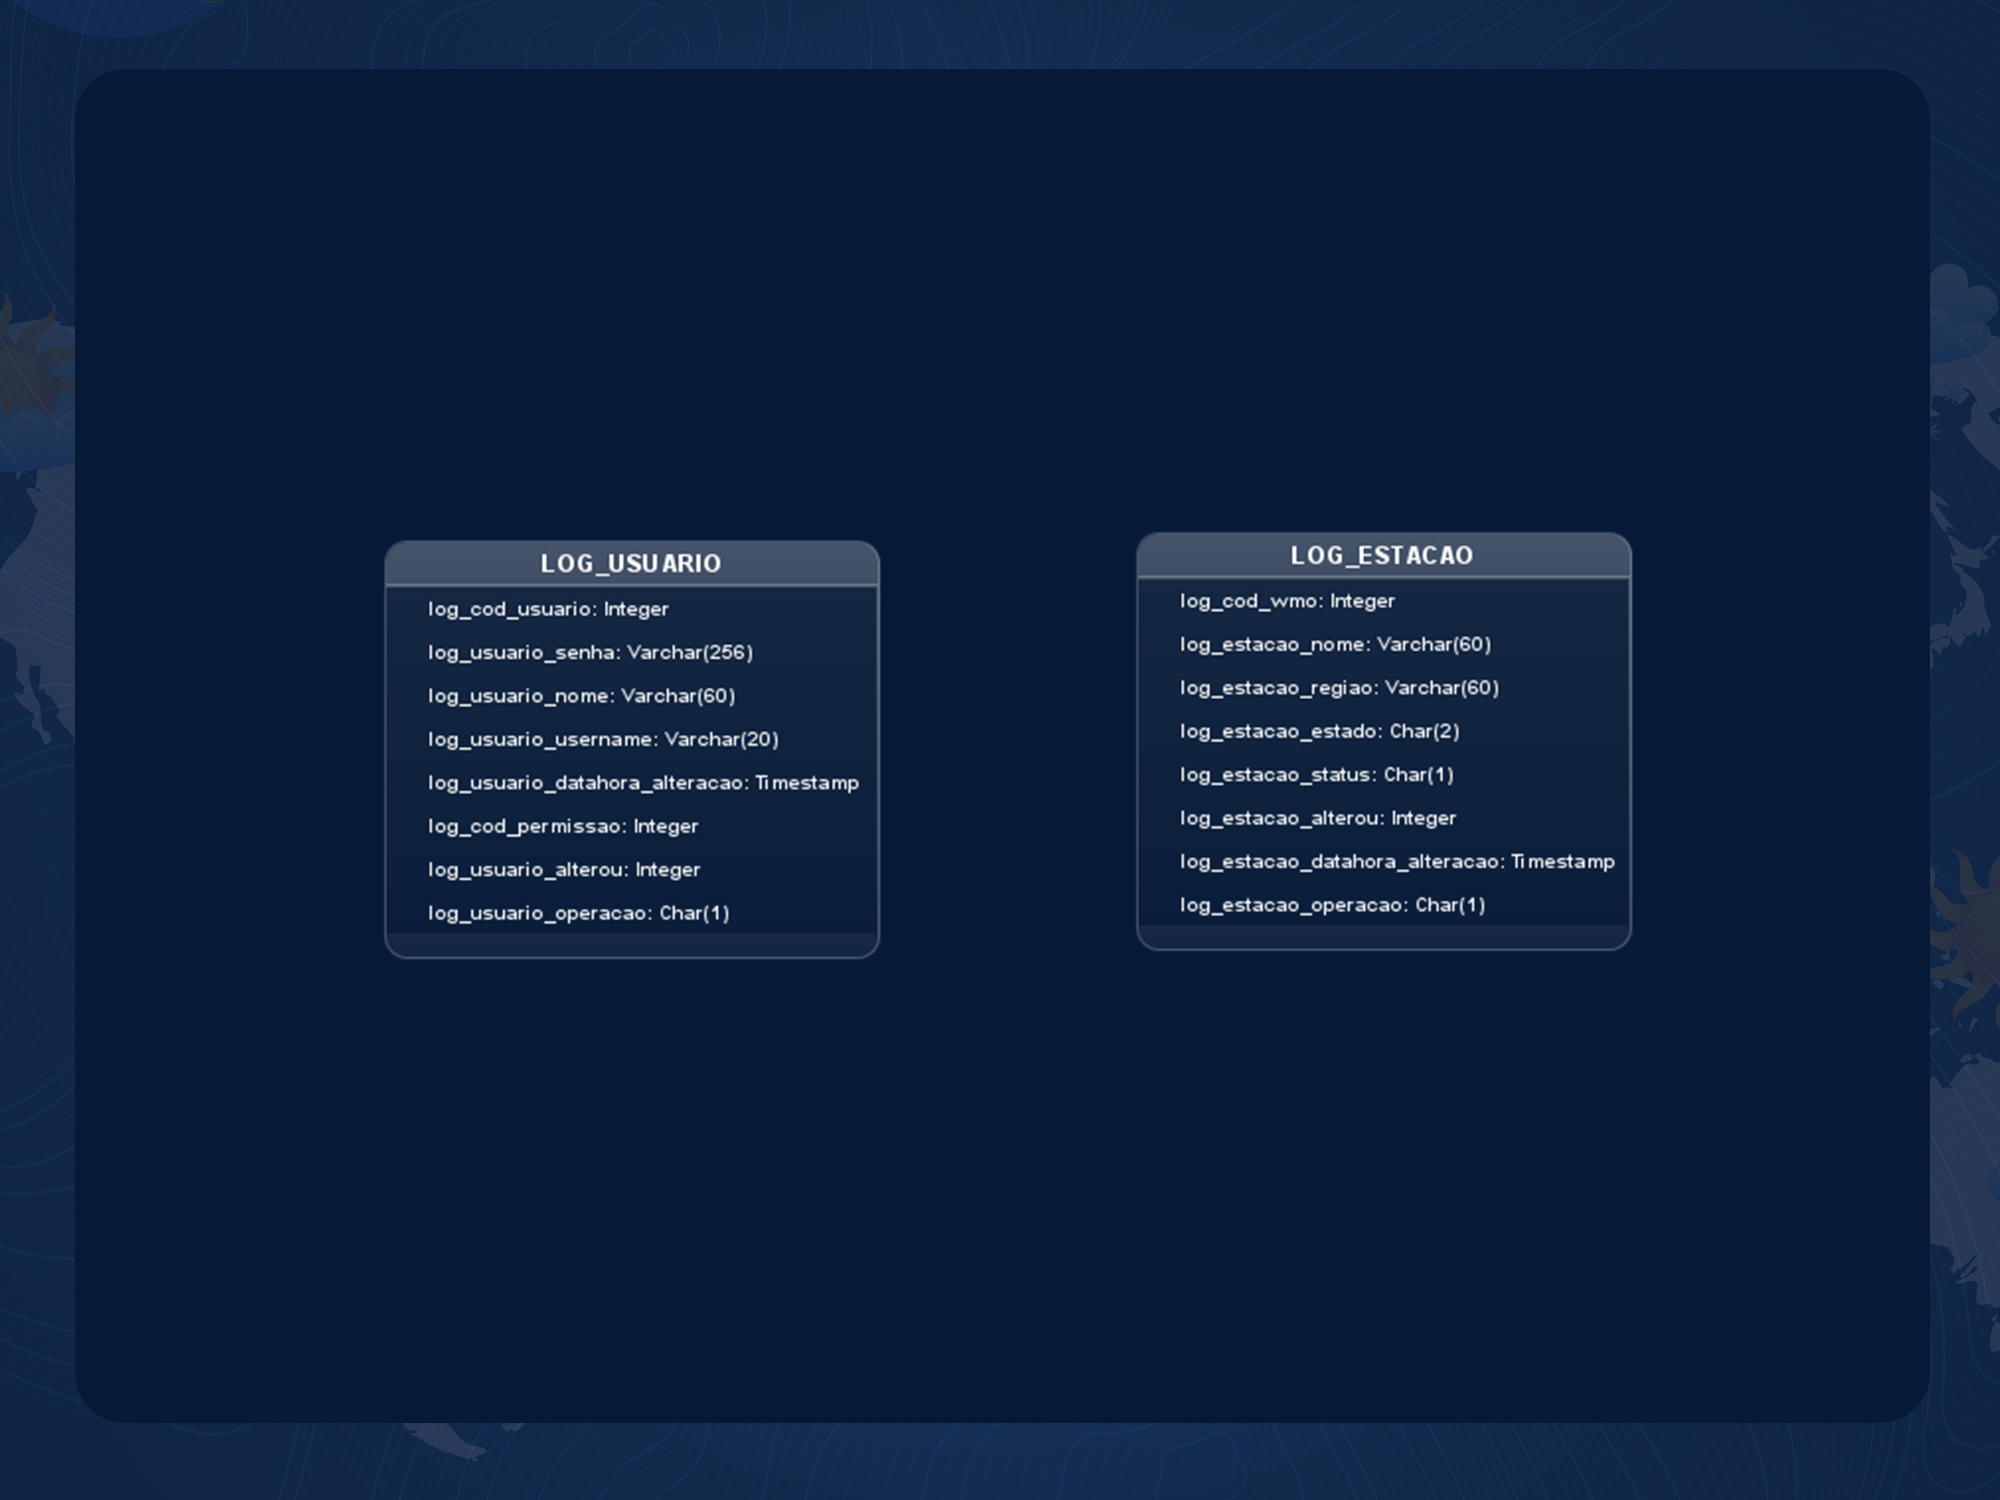 LOG_USUARIO
log_cod_usuario: Integer
log_usuario_senha: Varchar(256)
log_usuario_nome: Varchar(60)
log_usuario_username: Varchar(20)
log_usuario_datahora_alteracao: Timestamp
log_cod_permissao: Integer
log_usuario_alterou: Integer
log_usuario_operacao: Char(1)
LOG_ESTACAO
log_cod_wmo: Integer
log_estacao_nome: Varchar(60)
log_estacao_regiao: Varchar(60)
log_estacao_estado: Char(2)
log_estacao_status: Char(1)
log_estacao_alterou: Integer
log_estacao_datahora_alteracao: Timestamp
log_estacao_operacao: Char(1)